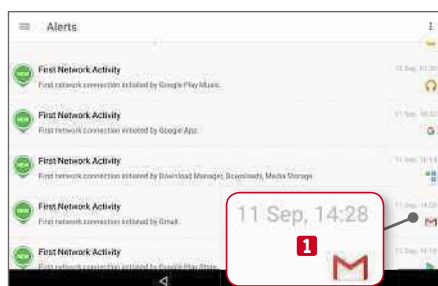 Alerts
First Network Activity
First network connection initiated by Google Play Music.
First Network Activity
First network connection initiated by Google App.
First Network Activity
First network connection initiated by Download Manager, Downloads, Media Storage.
First Network Activity
First network connection initiated by Gmail.
11 Sep, 14:28
11 Sep, 14:28
1
First Network Activity
First network connection initiated by Google Play Store.